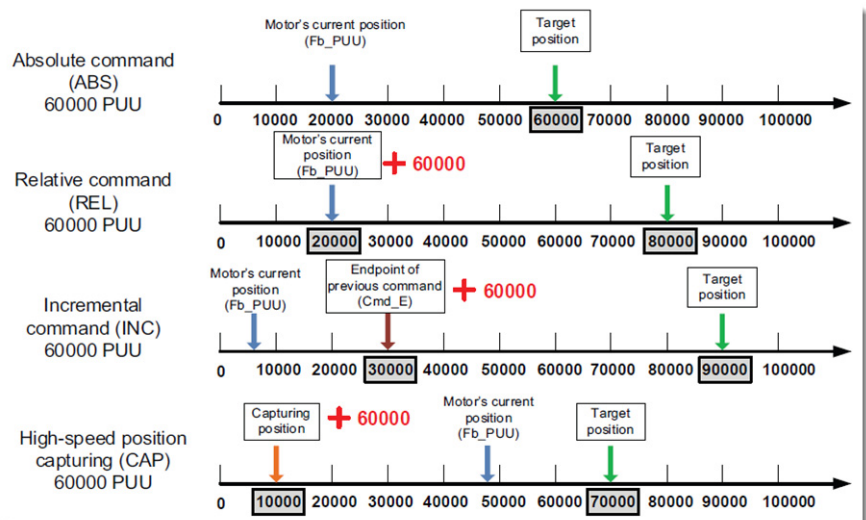 Absolute command
(ABS)
60000 PUU
Motor's current position
(Fb_PUU)
Target
position
0 10000 20000 30000 40000 50000 60000 70000 80000 90000 100000
Relative command
(REL)
60000 PUU
Motor's current
position
(Fb_PUU)
+ 60000
Target
position
0 10000 20000 30000 40000 50000 60000 70000 80000 90000 100000
Incremental
command (INC)
60000 PUU
Motor's current
position
(Fb_PUU)
Endpoint of
previous command
(Cmd_E)
+ 60000
Target
position
0 10000 20000 30000 40000 50000 60000 70000 80000 90000 100000
High-speed position
capturing (CAP)
60000 PUU
Capturing
position
+ 60000
Motor's current
position
(Fb_PUU)
Target
position
0 10000 20000 30000 40000 50000 60000 70000 80000 90000 100000